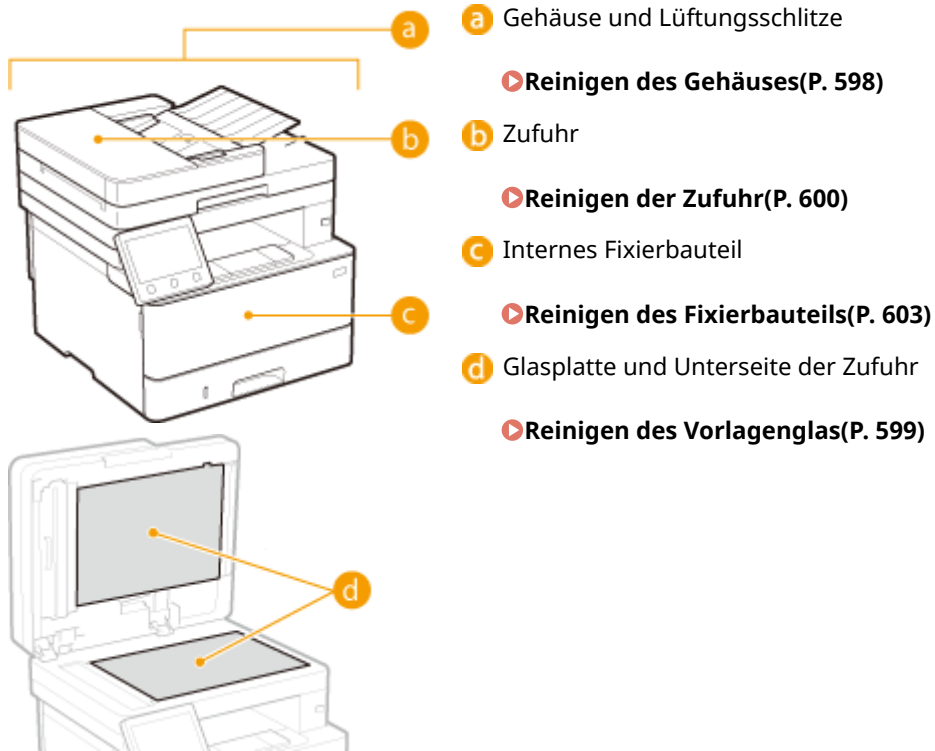 a
a Gehäuse und Lüftungsschlitze
Reinigen des Gehäuses(P. 598)
b
b Zufuhr
Reinigen der Zufuhr(P. 600)
c Internes Fixierbauteil
c
Reinigen des Fixierbauteils(P. 603)
d Glasplatte und Unterseite der Zufuhr
Reinigen des Vorlagenglas(P. 599)
d